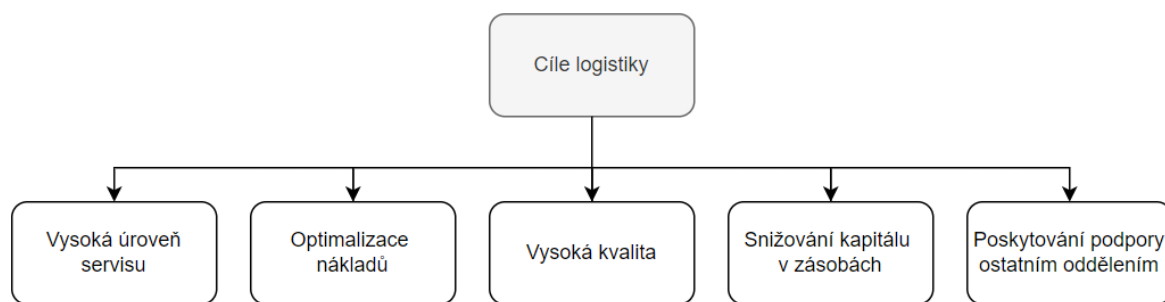 Cíle logistiky
Vysoká úroveň
servisu
Optimalizace
nákladů
Vysoká kvalita
Snižování kapitálu
v zásobách
Poskytování podpory
ostatním oddělením